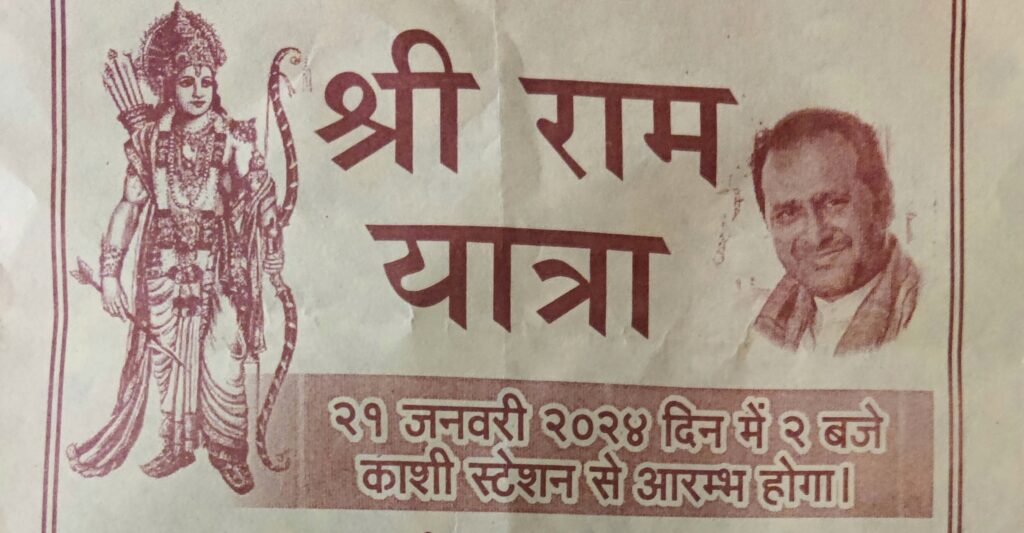 श्री राम
यात्रा
२१ जनवरी २०२४ दिन में २ बजे
काशी स्टेशन से आरम्भ होगा।